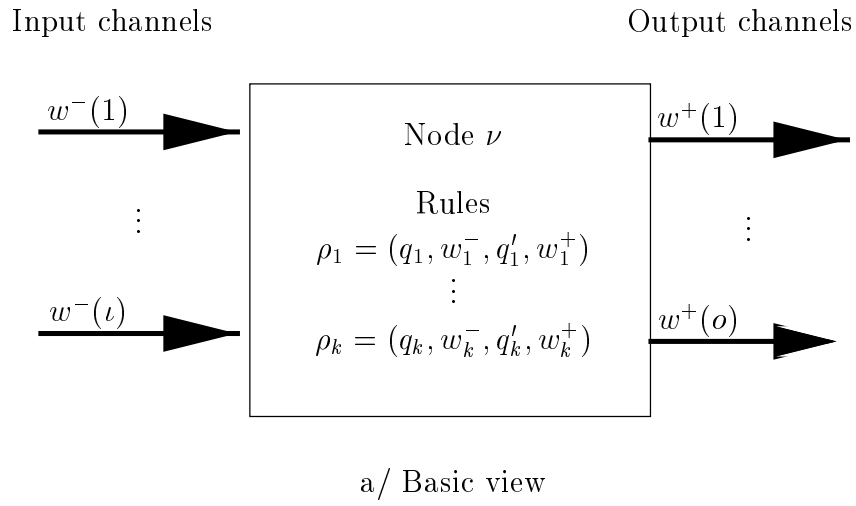 Input channels
Output channels
w⁻(1)
w⁺(1)
Node ν
Rules
⋮
⋮
ρ₁ = (q₁, w₁⁻, q₁′, w₁⁺)
⋮
w⁻(ι)
w⁺(o)
ρₖ = (qₖ, wₖ⁻, qₖ′, wₖ⁺)
a/ Basic view